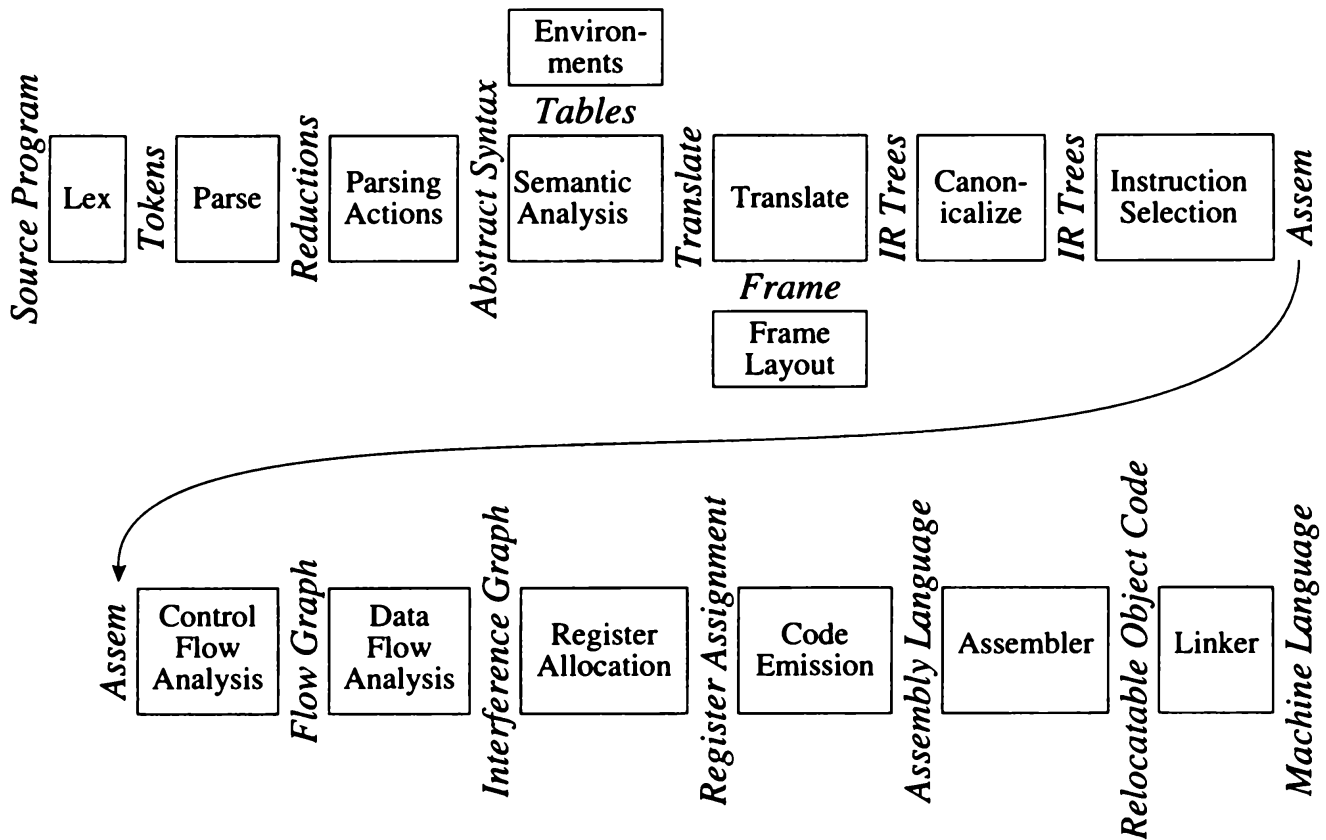 Environ-
ments
Tables
Source Program
Lex
Tokens
Parse
Reductions
Parsing
Actions
Abstract Syntax
Semantic
Analysis
Translate
Translate
IR Trees
Canon-
icalize
IR Trees
Instruction
Selection
Assem
Frame
Frame
Layout
Assem
Control
Flow
Analysis
Flow Graph
Data
Flow
Analysis
Interference Graph
Register
Allocation
Register Assignment
Code
Emission
Assembly Language
Assembler
Relocatable Object Code
Linker
Machine Language